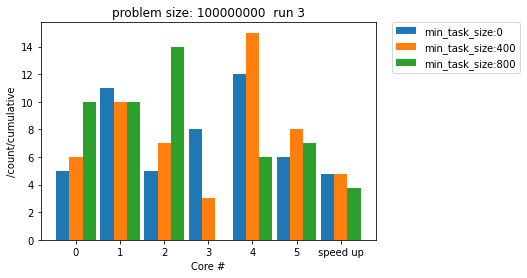 problem size: 100000000  run 3
/count/cumulative
14
12
10
8
6
4
2
0
0 1 2 3 4 5 speed up
Core #
min_task_size:0
min_task_size:400
min_task_size:800